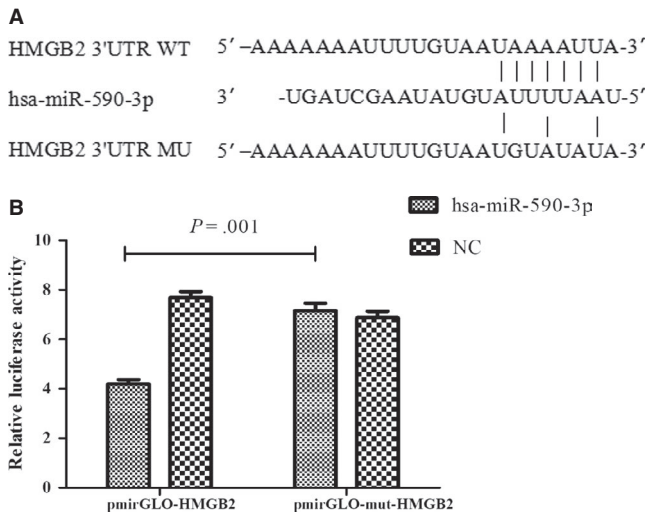 A
HMGB2 3'UTR WT 5′ –AAAAAAAUUUUGUAAUAAAAUUA-3′
hsa-miR-590-3p 3′ -UGAUCGAAUAUGUAUUUUAAU-5′
HMGB2 3'UTR MU 5′ –AAAAAAAUUUUGUAAUGUAUAUA-3′
B
hsa-miR-590-3p
NC
P = .001
Relative luciferase activity
10
8
6
4
2
0
pmirGLO-HMGB2 pmirGLO-mut-HMGB2